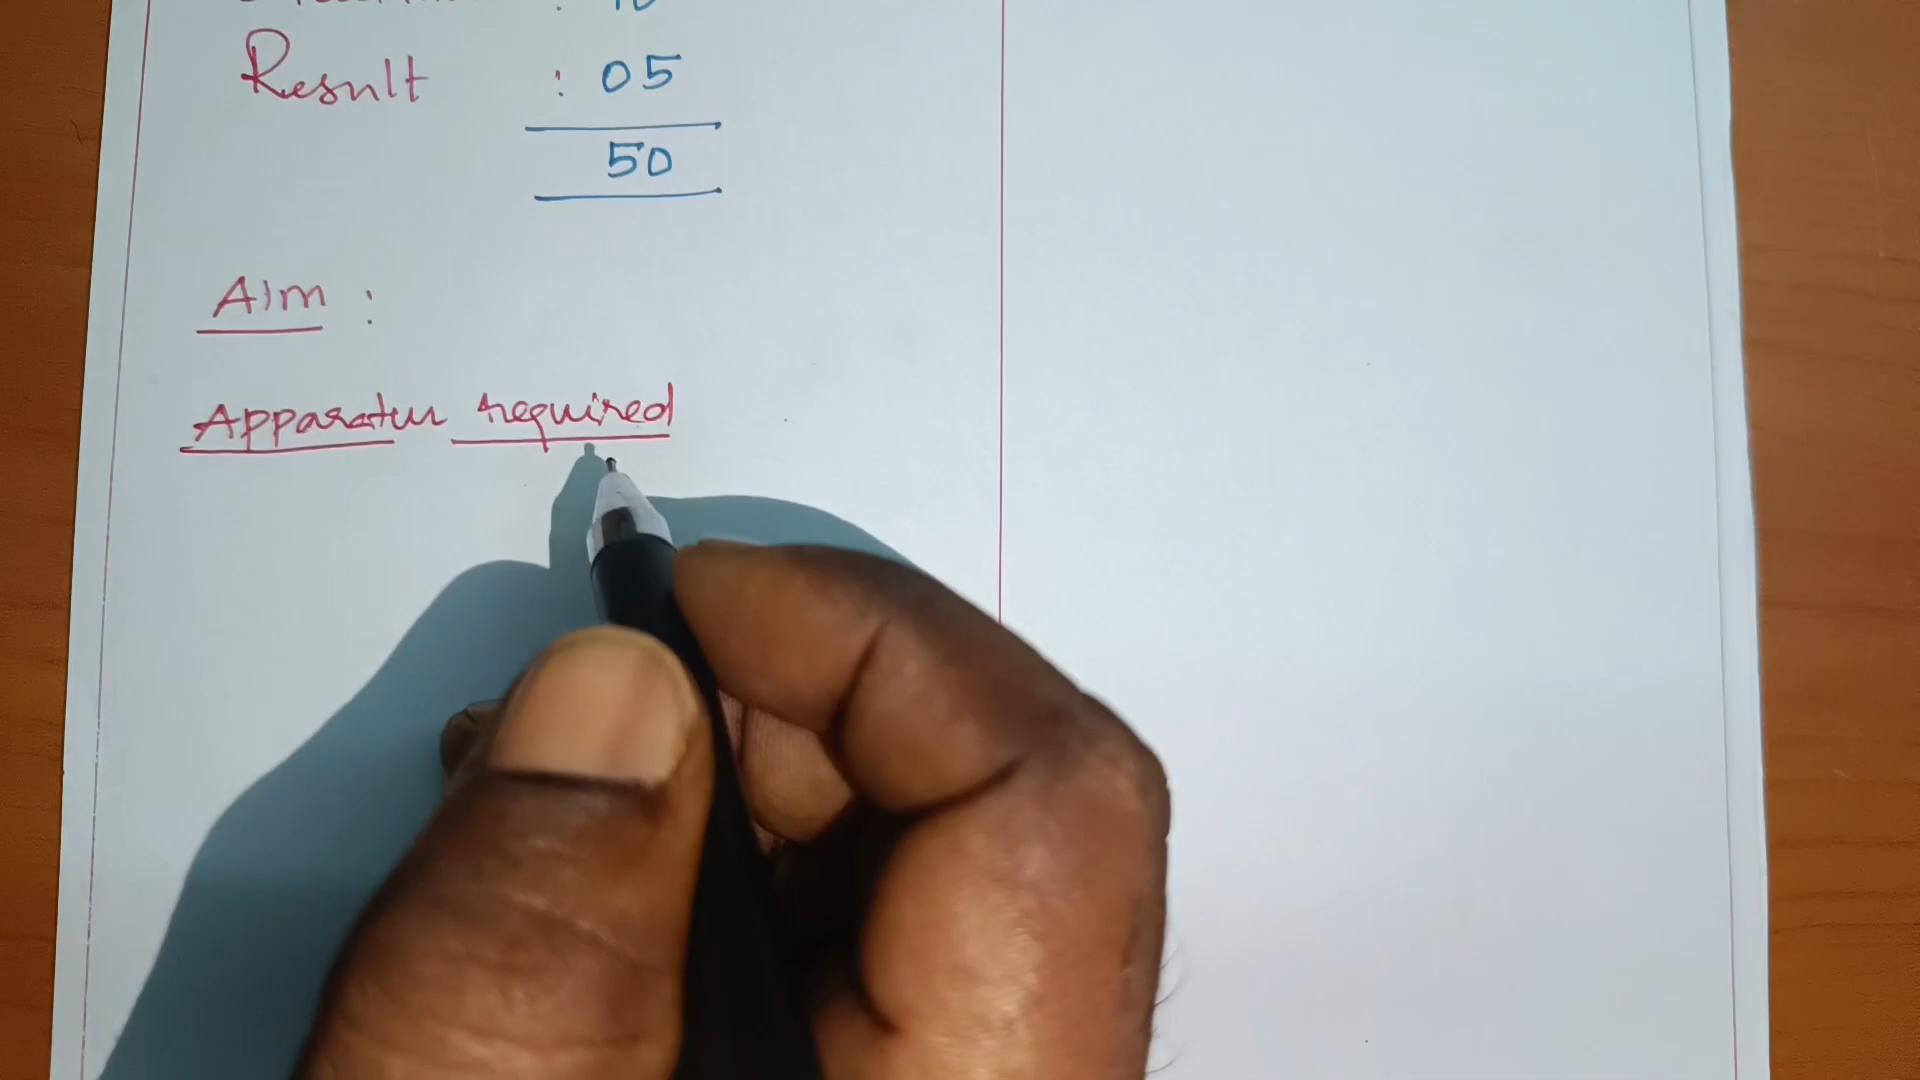 Result : 05
50
Aim :
Apparatus required